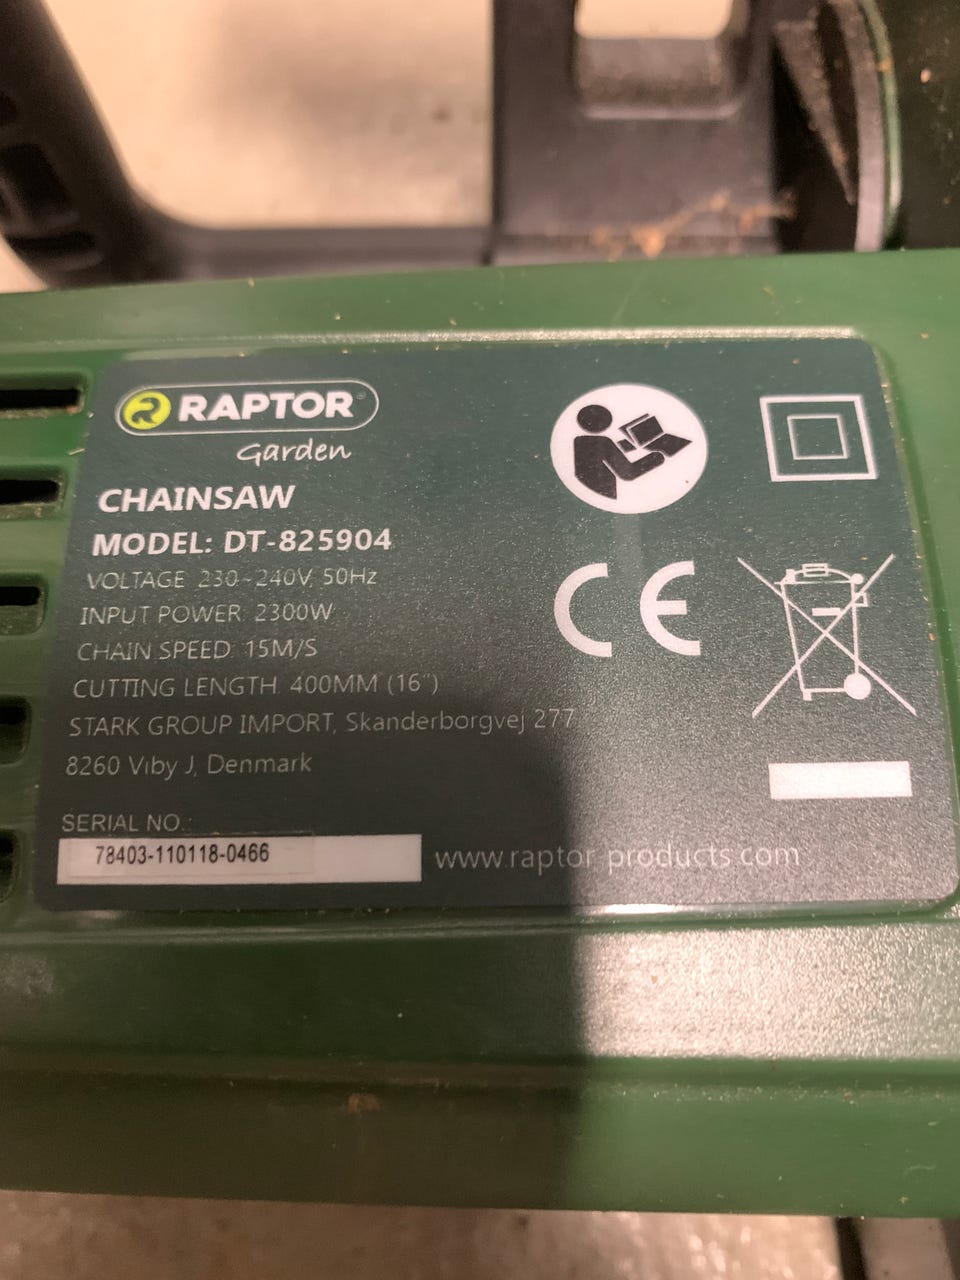 RAPTOR
Garden
CHAINSAW
MODEL: DT-825904
VOLTAGE 230~240V, 50Hz
INPUT POWER 2300W
CHAIN SPEED 15M/S
CUTTING LENGTH 400MM (16")
STARK GROUP IMPORT, Skanderborgvej 277
8260 Viby J, Denmark
SERIAL NO.:
78403-110118-0466
www.raptor products.com
CE